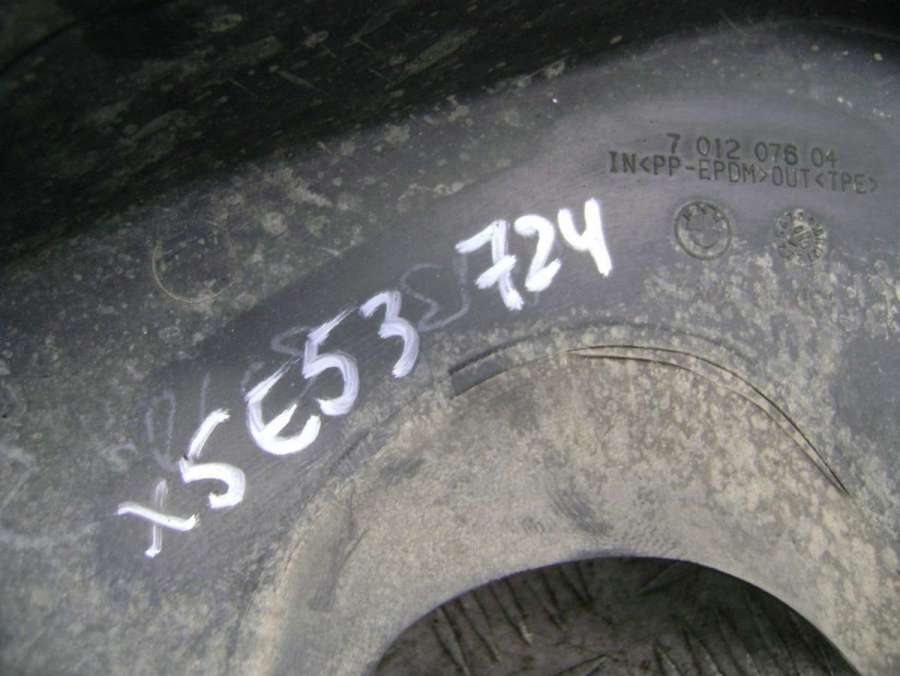 7 012 076 04
IN<PP-EPDM>OUT<TPE>
X5E53 724